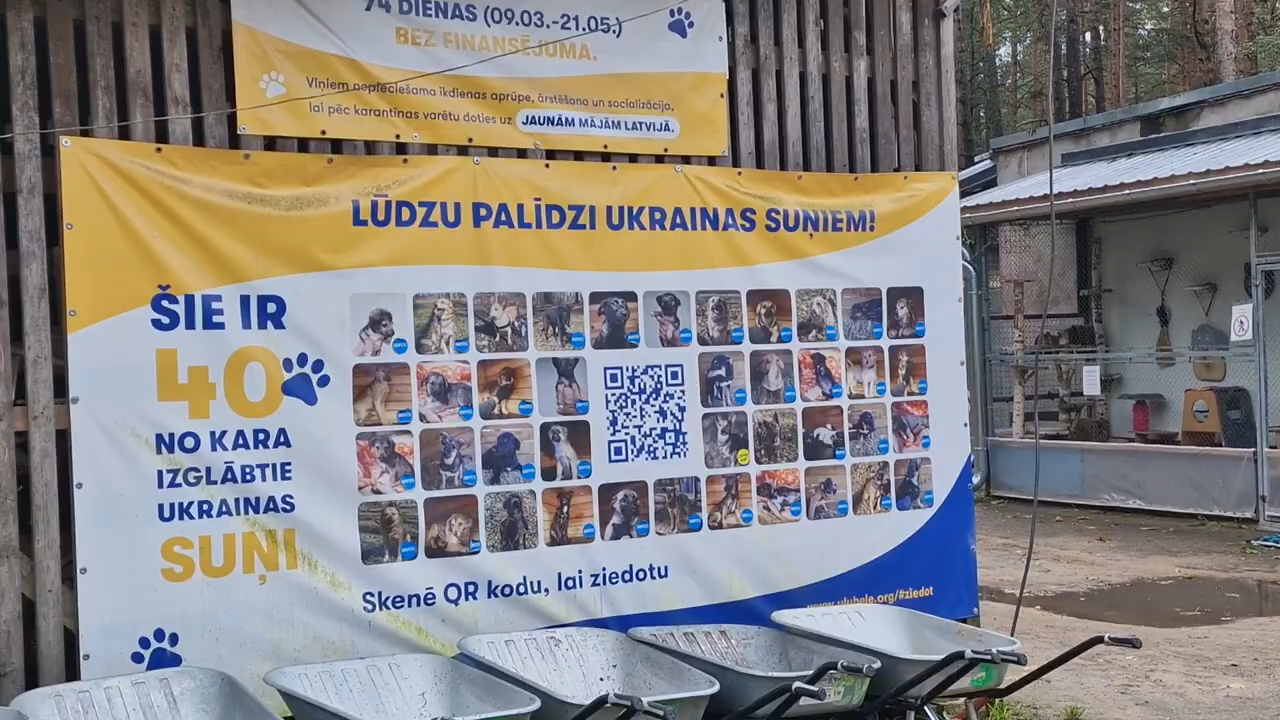 74 DIENAS (09.03.-21.05.)
BEZ FINANSĒJUMA.
Viņiem nepieciešama ikdienas aprūpe, ārstēšana un socializācija,
lai pēc karantīnas varētu doties uz JAUNĀM MĀJĀM LATVIJĀ.
LŪDZU PALĪDZI UKRAINAS SUŅIEM!
ŠIE IR
40
NO KARA
IZGLĀBTIE
UKRAINAS
SUŅI
Skenē QR kodu, lai ziedotu
www.ulubele.org/#ziedot